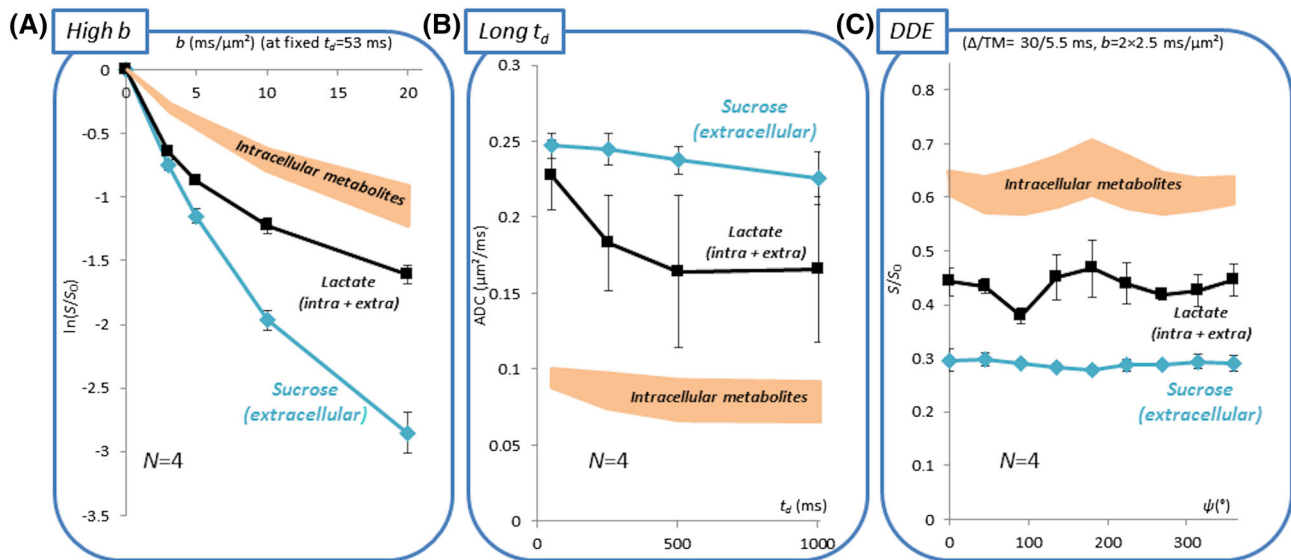 (A)
High b
b (ms/μm²) (at fixed t_d=53 ms)
0
0
5
10
15
20
-0.5
-1
-1.5
-2
-2.5
-3
-3.5
ln(S/S₀)
Intracellular metabolites
Lactate
(intra + extra)
Sucrose
(extracellular)
N=4
(B)
Long t_d
0.3
0.25
0.2
0.15
0.1
0.05
0
ADC (μm²/ms)
Sucrose
(extracellular)
Lactate
(intra + extra)
Intracellular metabolites
N=4
t_d (ms)
0
500
1000
(C)
DDE
(Δ/TM= 30/5.5 ms, b=2×2.5 ms/μm²)
0.8
0.7
0.6
0.5
0.4
0.3
0.2
0.1
0
S/S₀
Intracellular metabolites
Lactate
(intra + extra)
Sucrose
(extracellular)
N=4
ψ(°)
0
100
200
300